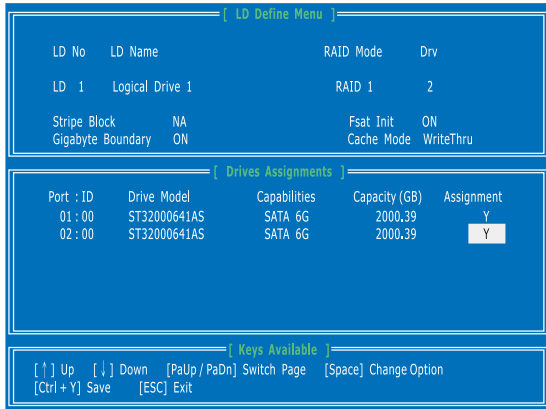 [ LD Define Menu ]
LD No LD Name RAID Mode Drv
LD 1 Logical Drive 1 RAID 1 2
Stripe Block NA Fsat Init ON
Gigabyte Boundary ON Cache Mode WriteThru
[ Drives Assignments ]
Port : ID Drive Model Capabilities Capacity (GB) Assignment
01 : 00 ST32000641AS SATA 6G 2000.39 Y
02 : 00 ST32000641AS SATA 6G 2000.39 Y
[ Keys Available ]
[↑] Up [↓] Down [PaUp / PaDn] Switch Page [Space] Change Option
[Ctrl + Y] Save [ESC] Exit